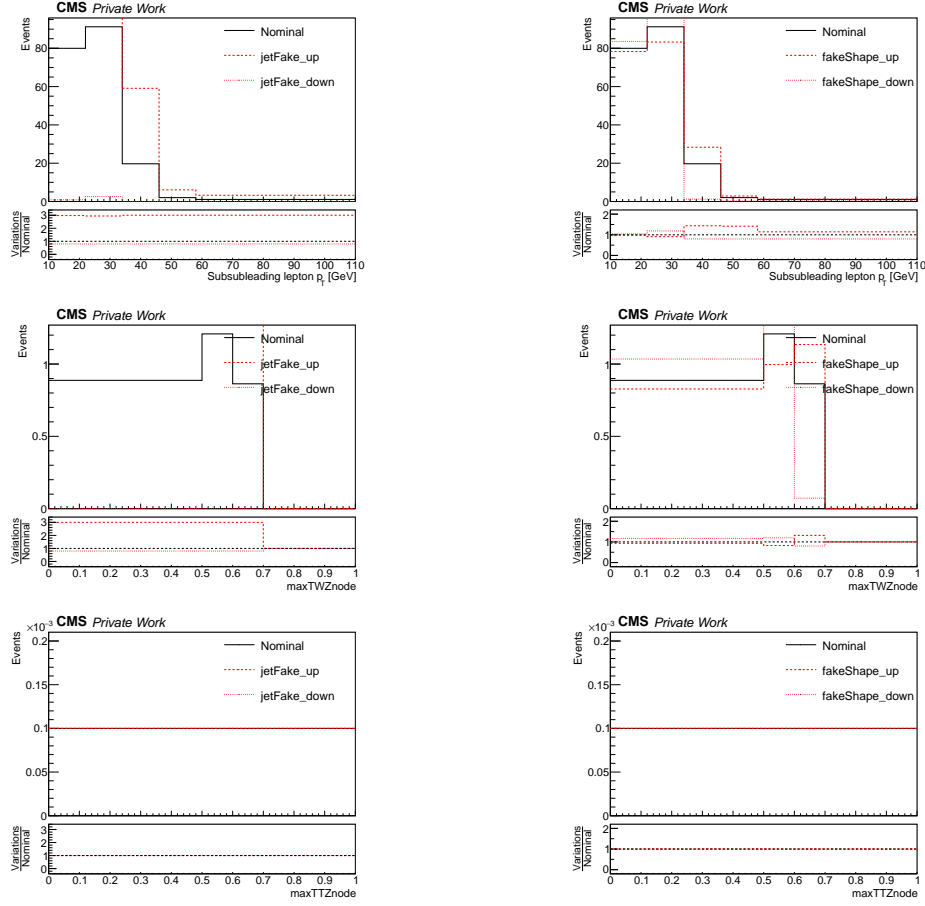 CMS Private Work
Events
80
60
40
20
0
Nominal
jetFake_up
jetFake_down
Variations
Nominal
3
2
1
0
10 20 30 40 50 60 70 80 90 100 110
Subsubleading lepton p_T [GeV]
CMS Private Work
Events
80
60
40
20
0
Nominal
fakeShape_up
fakeShape_down
Variations
Nominal
2
1
0
10 20 30 40 50 60 70 80 90 100 110
Subsubleading lepton p_T [GeV]
CMS Private Work
Events
1
0.5
0
Nominal
jetFake_up
jetFake_down
Variations
Nominal
3
2
1
0
0 0.1 0.2 0.3 0.4 0.5 0.6 0.7 0.8 0.9 1
maxTWZnode
CMS Private Work
Events
1
0.5
0
Nominal
fakeShape_up
fakeShape_down
Variations
Nominal
2
1
0
0 0.1 0.2 0.3 0.4 0.5 0.6 0.7 0.8 0.9 1
maxTWZnode
CMS Private Work
×10⁻³
Events
0.2
0.15
0.1
0.05
0
Nominal
jetFake_up
jetFake_down
Variations
Nominal
3
2
1
0
0 0.1 0.2 0.3 0.4 0.5 0.6 0.7 0.8 0.9 1
maxTTZnode
CMS Private Work
×10⁻³
Events
0.2
0.15
0.1
0.05
0
Nominal
fakeShape_up
fakeShape_down
Variations
Nominal
2
1
0
0 0.1 0.2 0.3 0.4 0.5 0.6 0.7 0.8 0.9 1
maxTTZnode